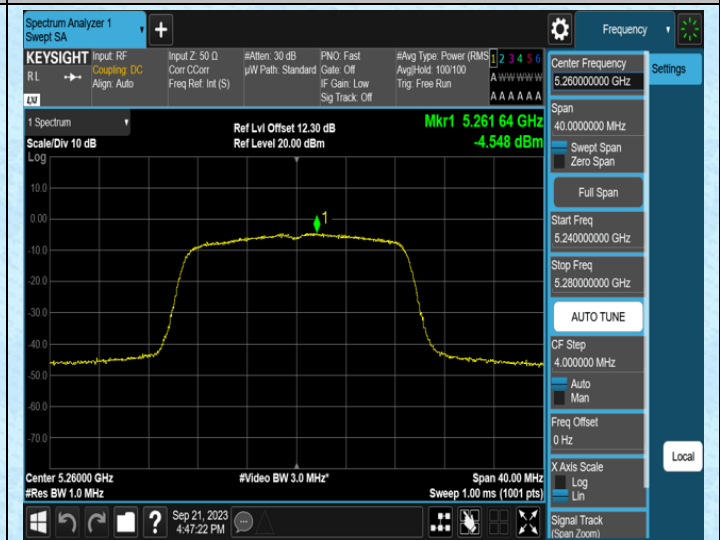 Spectrum Analyzer 1
Swept SA
Frequency
KEYSIGHT
RL
LXI
Input: RF
Coupling: DC
Align: Auto
Input Z: 50 Ω
Corr CCorr
Freq Ref: Int (S)
#Atten: 30 dB
µW Path: Standard
PNO: Fast
Gate: Off
IF Gain: Low
Sig Track: Off
#Avg Type: Power (RMS
Avg|Hold: 100/100
Trig: Free Run
1 2 3 4 5 6
A W W W W W
A A A A A A
1 Spectrum
Scale/Div 10 dB
Log
Ref Lvl Offset 12.30 dB
Ref Level 20.00 dBm
Mkr1 5.261 64 GHz
-4.548 dBm
10.0
0.00
-10.0
-20.0
-30.0
-40.0
-50.0
-60.0
-70.0
1
Center 5.26000 GHz
#Res BW 1.0 MHz
#Video BW 3.0 MHz*
Span 40.00 MHz
Sweep 1.00 ms (1001 pts)
Center Frequency
5.260000000 GHz
Span
40.0000000 MHz
Swept Span
Zero Span
Full Span
Start Freq
5.240000000 GHz
Stop Freq
5.280000000 GHz
AUTO TUNE
CF Step
4.000000 MHz
Auto
Man
Freq Offset
0 Hz
X Axis Scale
Log
Lin
Signal Track
(Span Zoom)
Settings
Local
?
Sep 21, 2023
4:47:22 PM